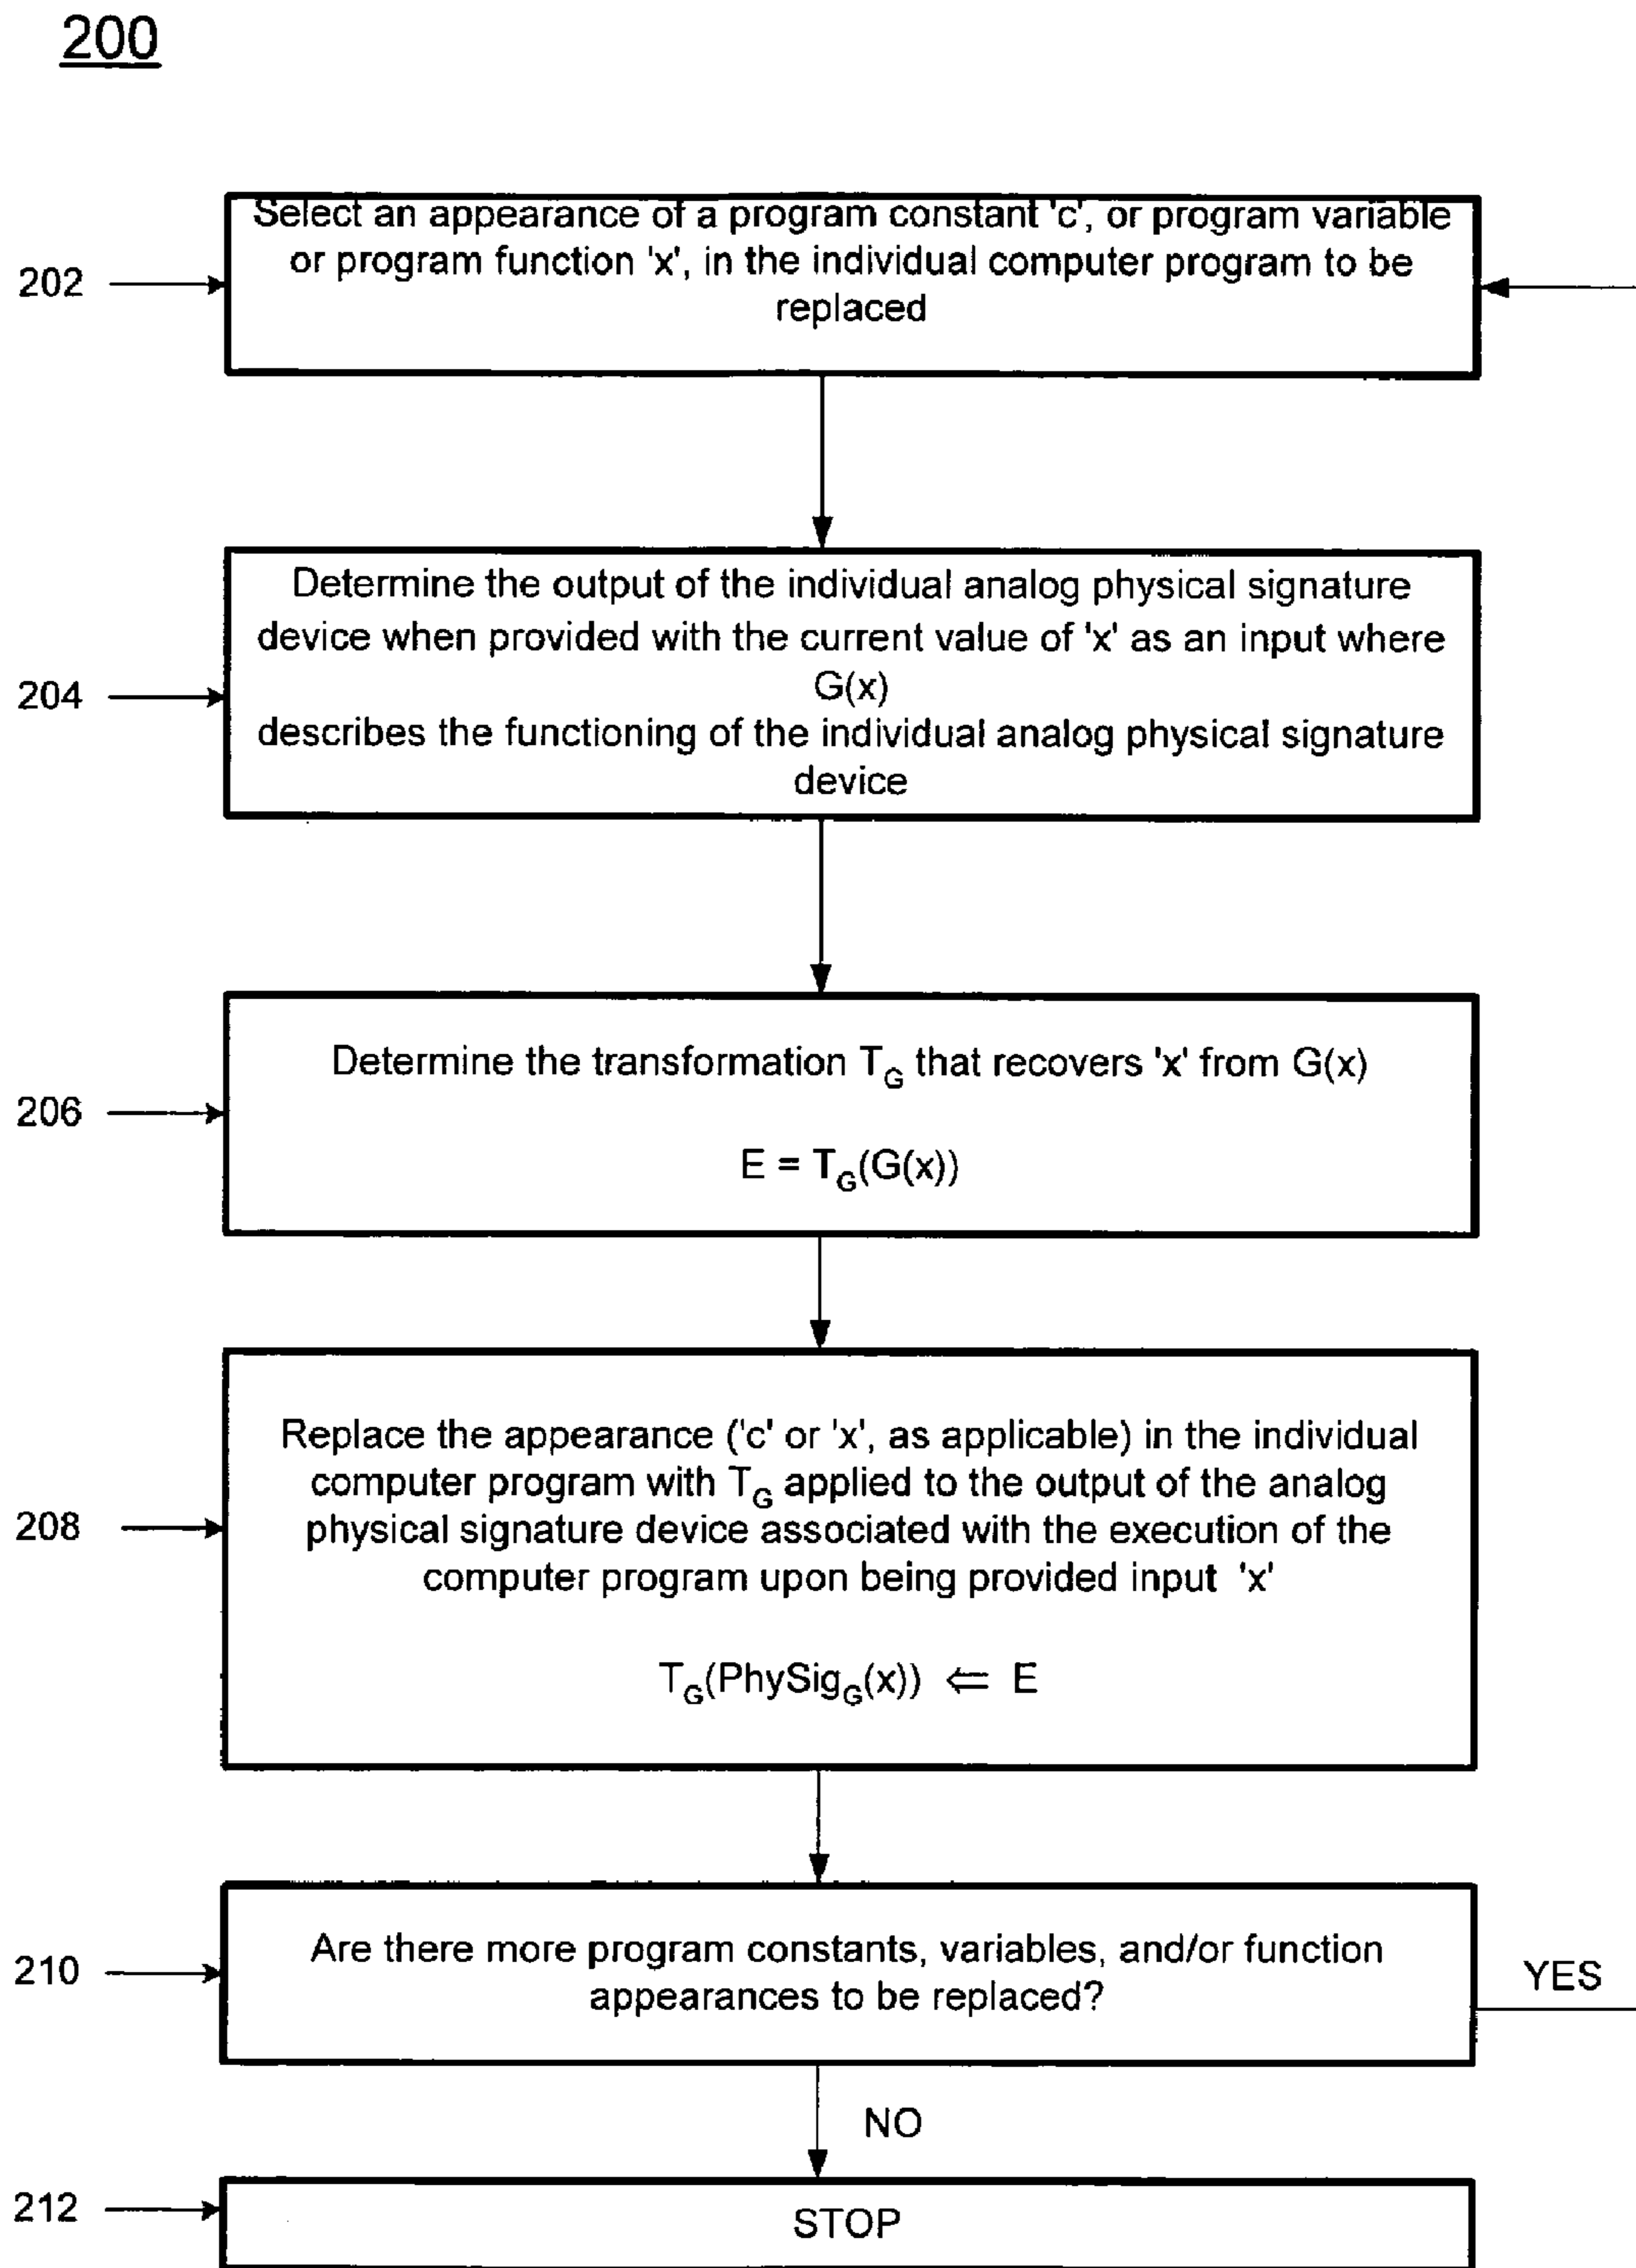 200
Select an appearance of a program constant 'c', or program variable
or program function 'x', in the individual computer program to be
replaced
202
Determine the output of the individual analog physical signature
device when provided with the current value of 'x' as an input where
G(x)
describes the functioning of the individual analog physical signature
device
204
Determine the transformation T_G that recovers 'x' from G(x)
E = T_G(G(x))
206
Replace the appearance ('c' or 'x', as applicable) in the individual
computer program with T_G applied to the output of the analog
physical signature device associated with the execution of the
computer program upon being provided input 'x'
T_G(PhySig_G(x)) ⇐ E
208
Are there more program constants, variables, and/or function
appearances to be replaced?
210
YES
NO
212
STOP